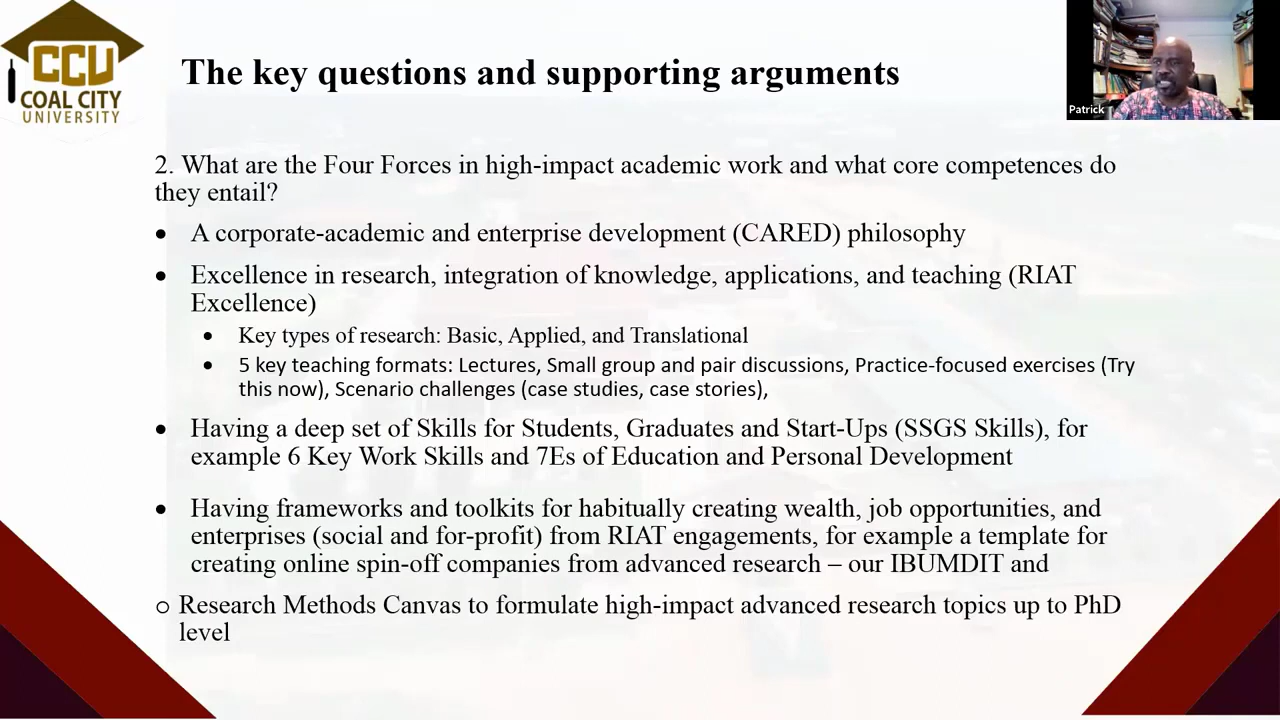 CCU
COAL CITY
UNIVERSITY
The key questions and supporting arguments
Patrick
2. What are the Four Forces in high-impact academic work and what core competences do
they entail?
• A corporate-academic and enterprise development (CARED) philosophy
• Excellence in research, integration of knowledge, applications, and teaching (RIAT
Excellence)
• Key types of research: Basic, Applied, and Translational
• 5 key teaching formats: Lectures, Small group and pair discussions, Practice-focused exercises (Try
this now), Scenario challenges (case studies, case stories),
• Having a deep set of Skills for Students, Graduates and Start-Ups (SSGS Skills), for
example 6 Key Work Skills and 7Es of Education and Personal Development
• Having frameworks and toolkits for habitually creating wealth, job opportunities, and
enterprises (social and for-profit) from RIAT engagements, for example a template for
creating online spin-off companies from advanced research – our IBUMDIT and
o Research Methods Canvas to formulate high-impact advanced research topics up to PhD
level